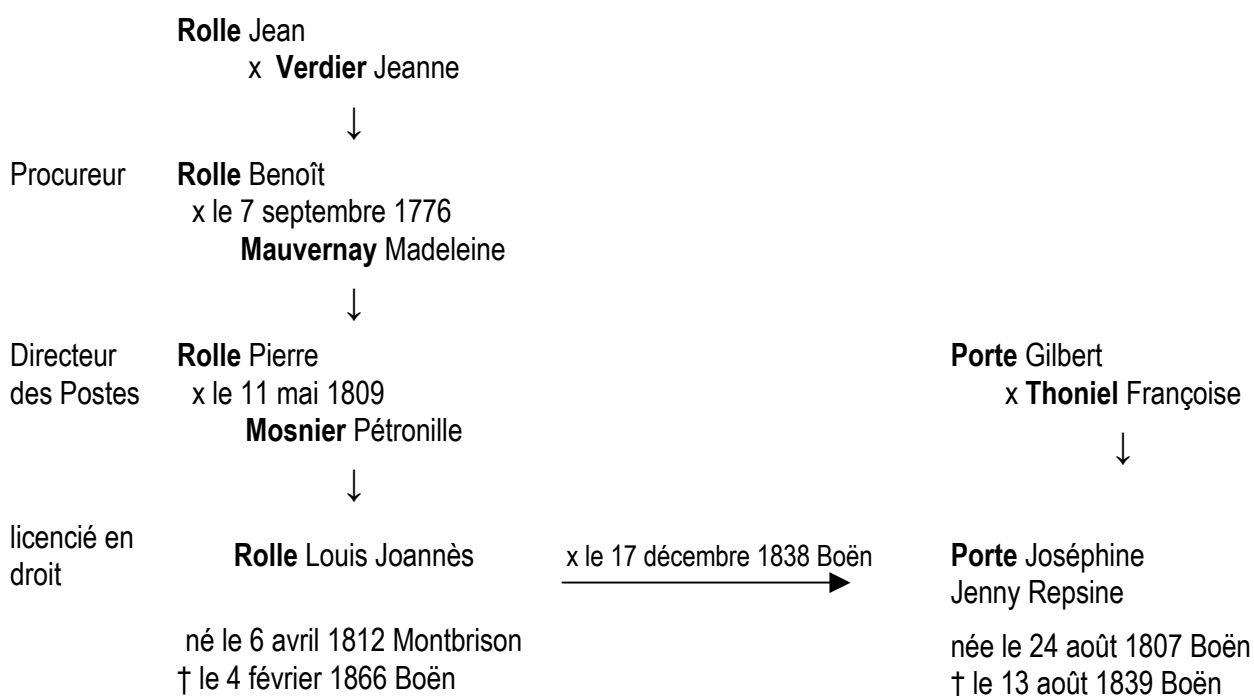 Rolle Jean
x Verdier Jeanne
↓
Procureur Rolle Benoît
x le 7 septembre 1776
Mauvernay Madeleine
↓
Directeur des Postes
Rolle Pierre
x le 11 mai 1809
Mosnier Pétronille
↓
Porte Gilbert
x Thoniel Françoise
↓
licencié en
droit
Rolle Louis Joannès
x le 17 décembre 1838 Boën
Porte Joséphine
Jenny Repsine
né le 6 avril 1812 Montbrison
† le 4 février 1866 Boën
née le 24 août 1807 Boën
† le 13 août 1839 Boën